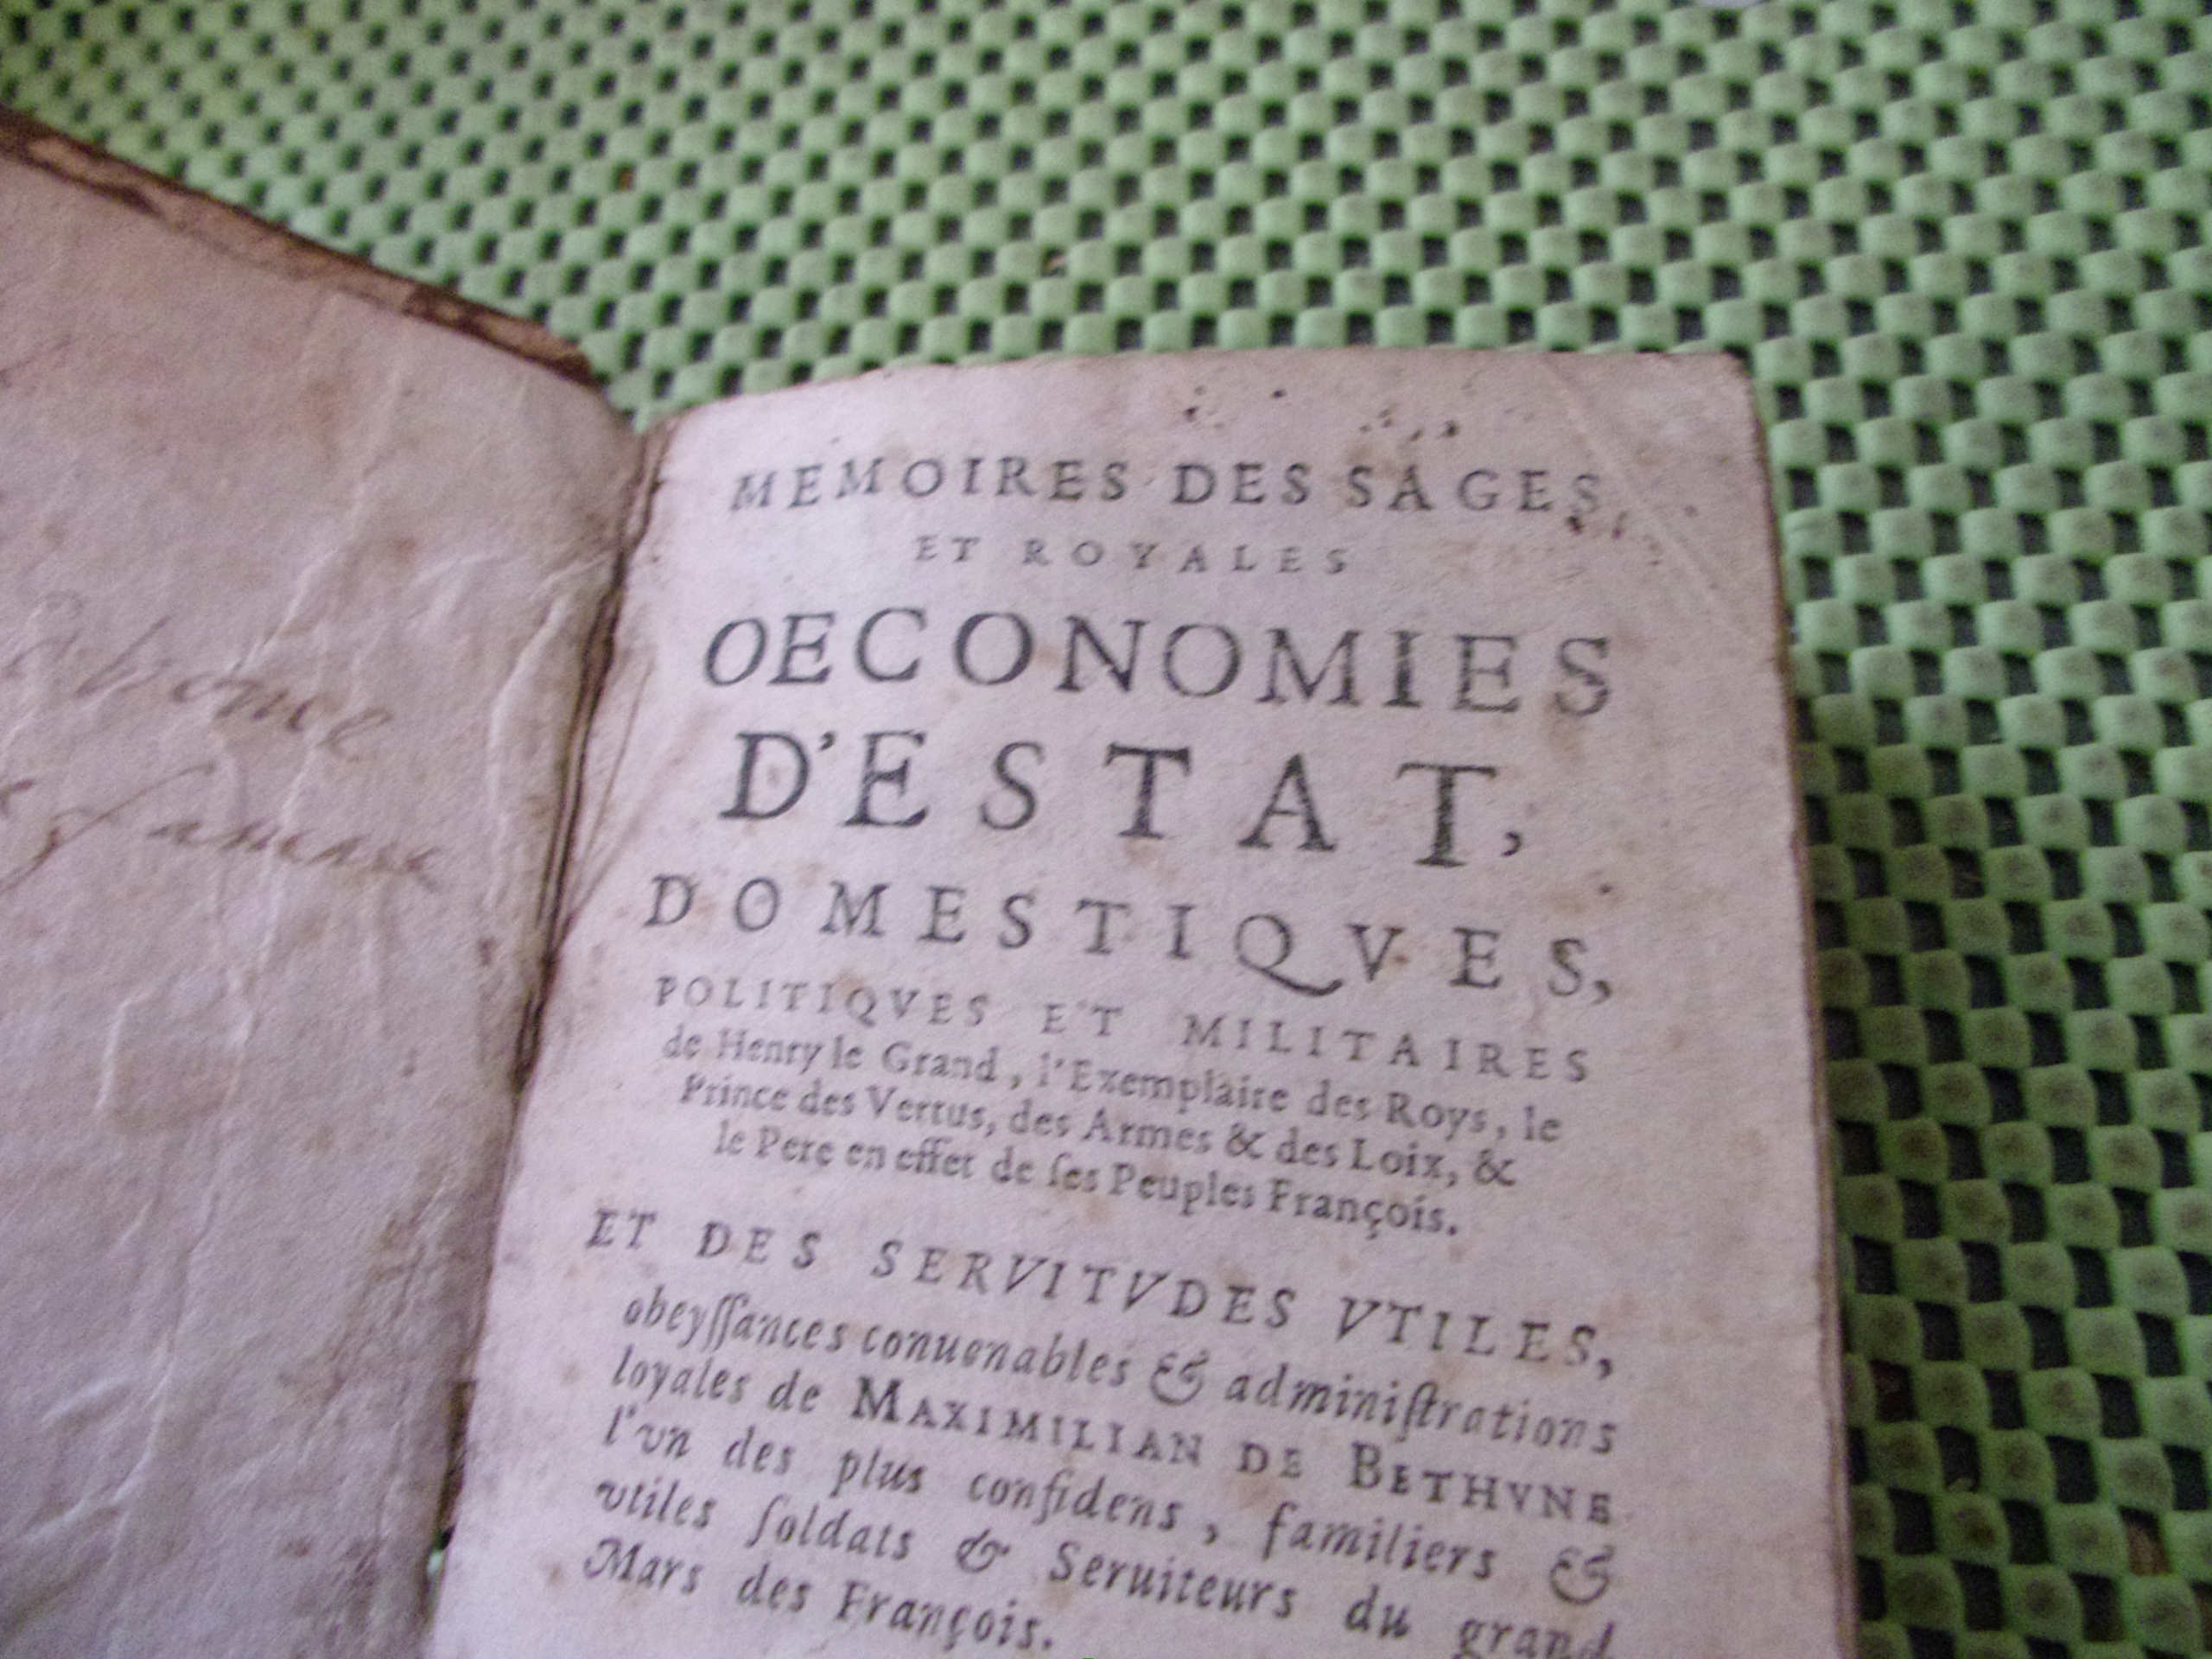 MEMOIRES DES SAGES
ET ROYALES
OECONOMIES
D'ESTAT,
DOMESTIQVES,
POLITIQVES ET MILITAIRES
de Henry le Grand, l'Exemplaire des Roys, le
Prince des Vertus, des Armes & des Loix, &
le Pere en effet de ſes Peuples François.
ET DES SERVITVDES VTILES,
obeyſſances conuenables & adminiſtrations
loyales de MAXIMILIAN DE BETHVNE
l'vn des plus confidens, familiers &
vtiles ſoldats & Seruiteurs du grand
Mars des François.